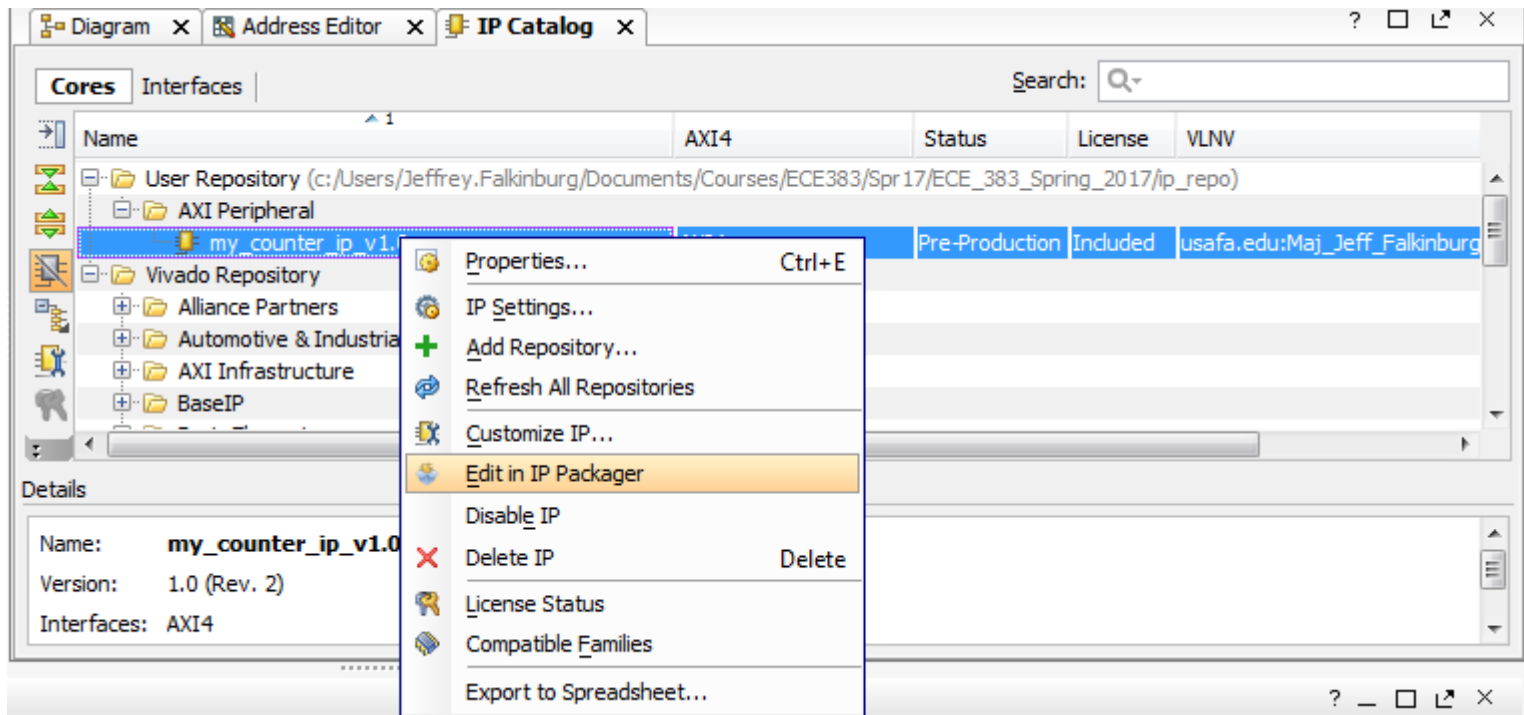 Diagram Address Editor IP Catalog ?
Cores Interfaces Search:
1
Name AXI4 Status License VLNV
User Repository (c:/Users/Jeffrey.Falkinburg/Documents/Courses/ECE383/Spr17/ECE_383_Spring_2017/ip_repo)
AXI Peripheral
my_counter_ip_v1. Pre-Production Included usafa.edu:Maj_Jeff_Falkinburg
Vivado Repository
Alliance Partners
Automotive & Industria
AXI Infrastructure
BaseIP
Properties... Ctrl+E
IP Settings...
Add Repository...
Refresh All Repositories
Customize IP...
Edit in IP Packager
Disable IP
Delete IP Delete
License Status
Compatible Families
Export to Spreadsheet...
Details
Name: my_counter_ip_v1.0
Version: 1.0 (Rev. 2)
Interfaces: AXI4
?